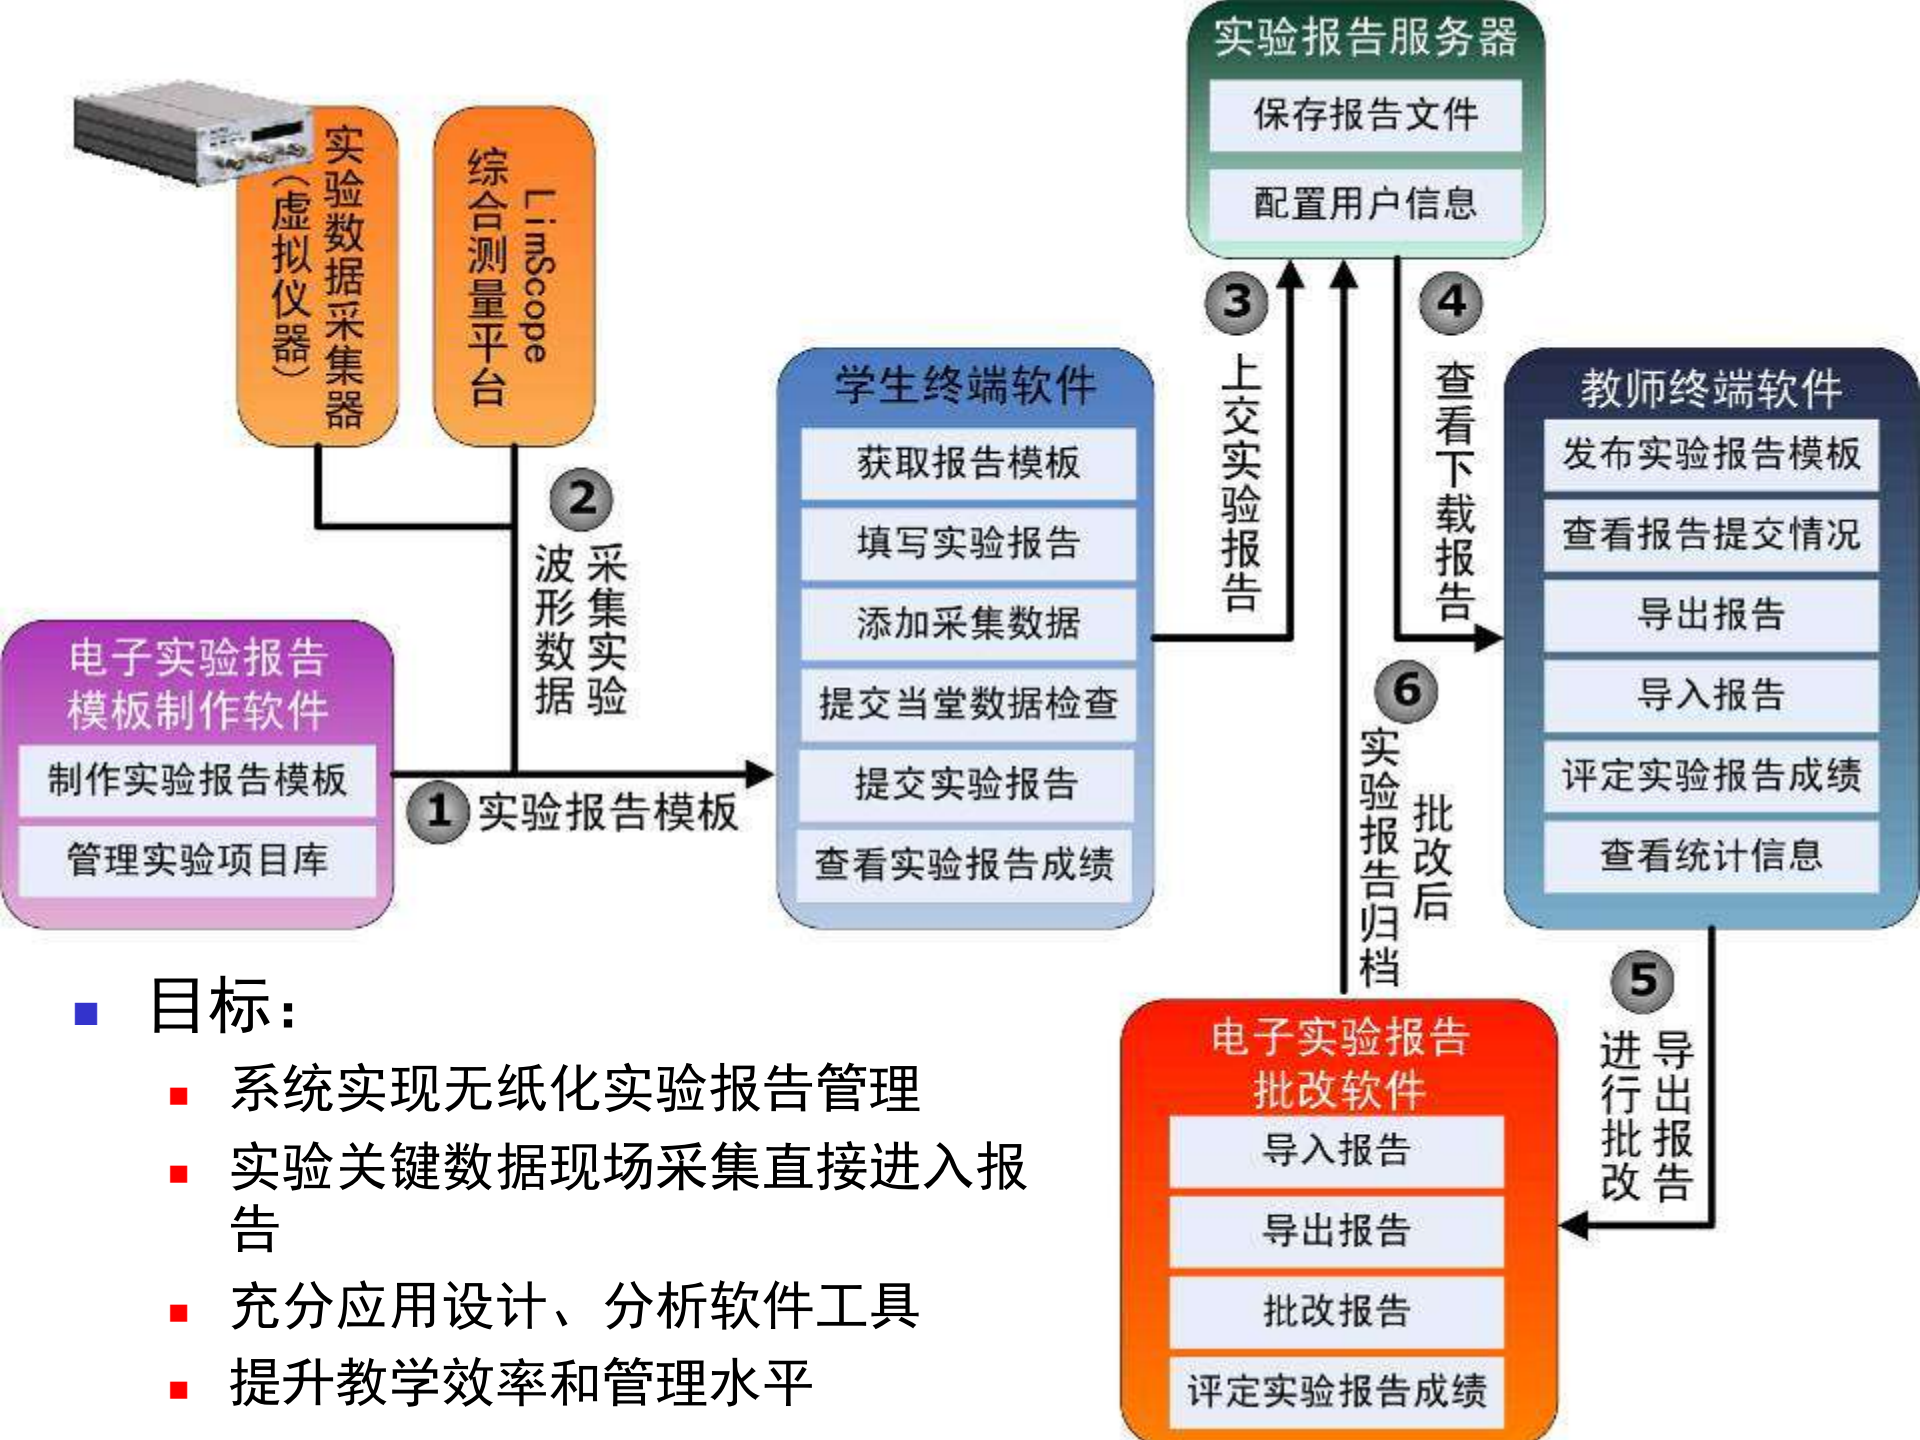 实验报告服务器
保存报告文件
配置用户信息
实验数据采集器
（虚拟仪器）
LimScope
综合测量平台
③
上交实验报告
④
查看下载报告
学生终端软件
获取报告模板
填写实验报告
添加采集数据
提交当堂数据检查
提交实验报告
查看实验报告成绩
教师终端软件
发布实验报告模板
查看报告提交情况
导出报告
导入报告
评定实验报告成绩
查看统计信息
②
采集实验
波形数据
电子实验报告
模板制作软件
制作实验报告模板
管理实验项目库
①实验报告模板
⑥
批改后
实验报告归档
⑤
导出报告
进行批改
电子实验报告
批改软件
导入报告
导出报告
批改报告
评定实验报告成绩
目标：
系统实现无纸化实验报告管理
实验关键数据现场采集直接进入报
告
充分应用设计、分析软件工具
提升教学效率和管理水平